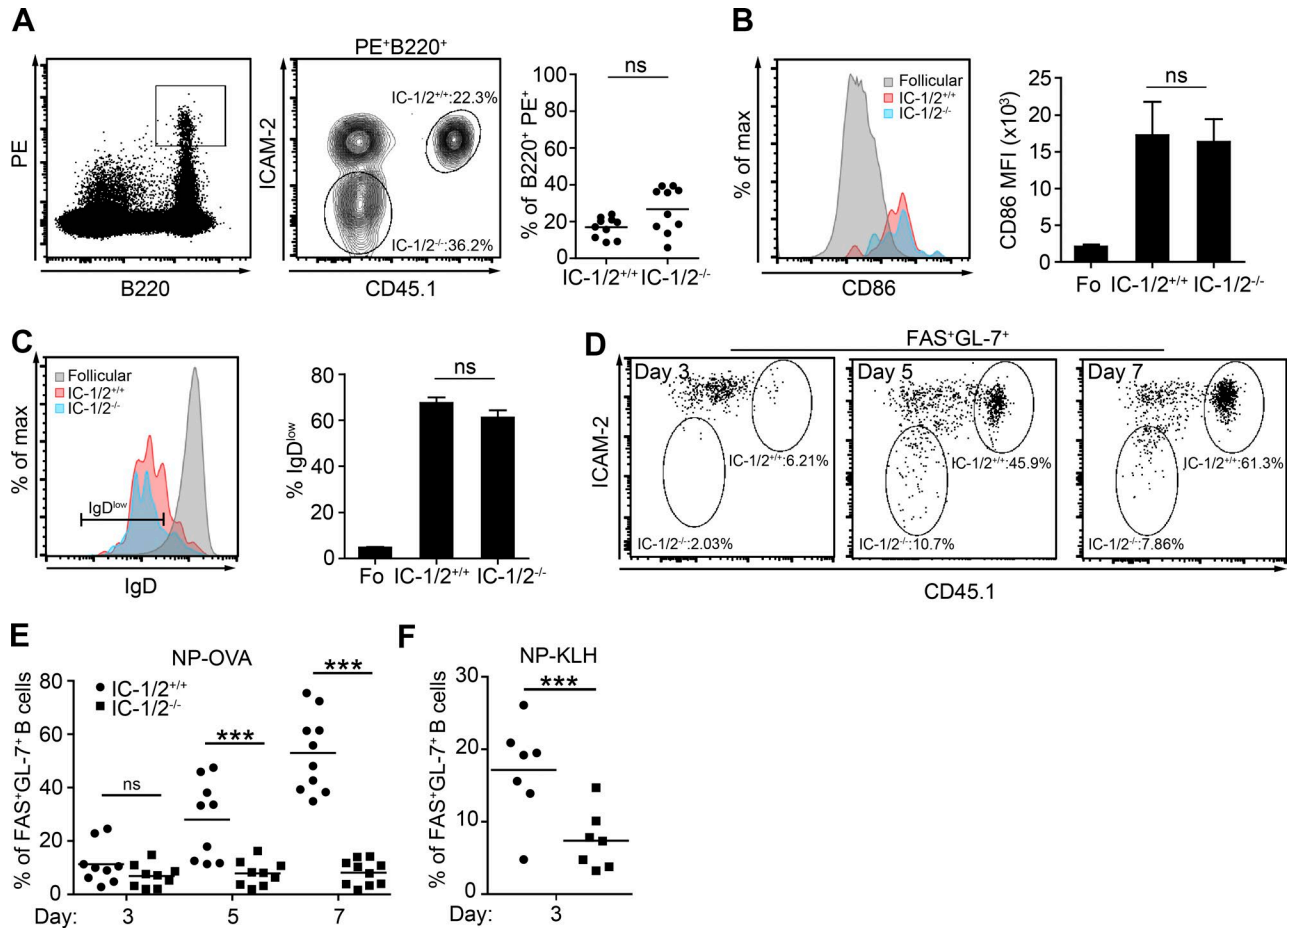 A
PE
B220
PE⁺B220⁺
ICAM-2
CD45.1
IC-1/2⁺/⁺:22.3%
IC-1/2⁻/⁻:36.2%
% of B220⁺ PE⁺
100
80
60
40
20
0
ns
IC-1/2⁺/⁺ IC-1/2⁻/⁻
B
% of max
CD86
Follicular
IC-1/2⁺/⁺
IC-1/2⁻/⁻
CD86 MFI (x10³)
25
20
15
10
5
0
ns
Fo IC-1/2⁺/⁺ IC-1/2⁻/⁻
C
% of max
IgD
Follicular
IC-1/2⁺/⁺
IC-1/2⁻/⁻
IgDˡᵒʷ
% IgDˡᵒʷ
80
60
40
20
0
ns
Fo IC-1/2⁺/⁺ IC-1/2⁻/⁻
D
FAS⁺GL-7⁺
ICAM-2
Day 3
IC-1/2⁺/⁺:6.21%
IC-1/2⁻/⁻:2.03%
Day 5
IC-1/2⁺/⁺:45.9%
IC-1/2⁻/⁻:10.7%
Day 7
IC-1/2⁺/⁺:61.3%
IC-1/2⁻/⁻:7.86%
CD45.1
E
NP-OVA
% of FAS⁺GL-7⁺ B cells
80
60
40
20
0
IC-1/2⁺/⁺
IC-1/2⁻/⁻
ns
***
***
Day: 3 5 7
F
NP-KLH
% of FAS⁺GL-7⁺ B cells
30
20
10
0
***
Day: 3